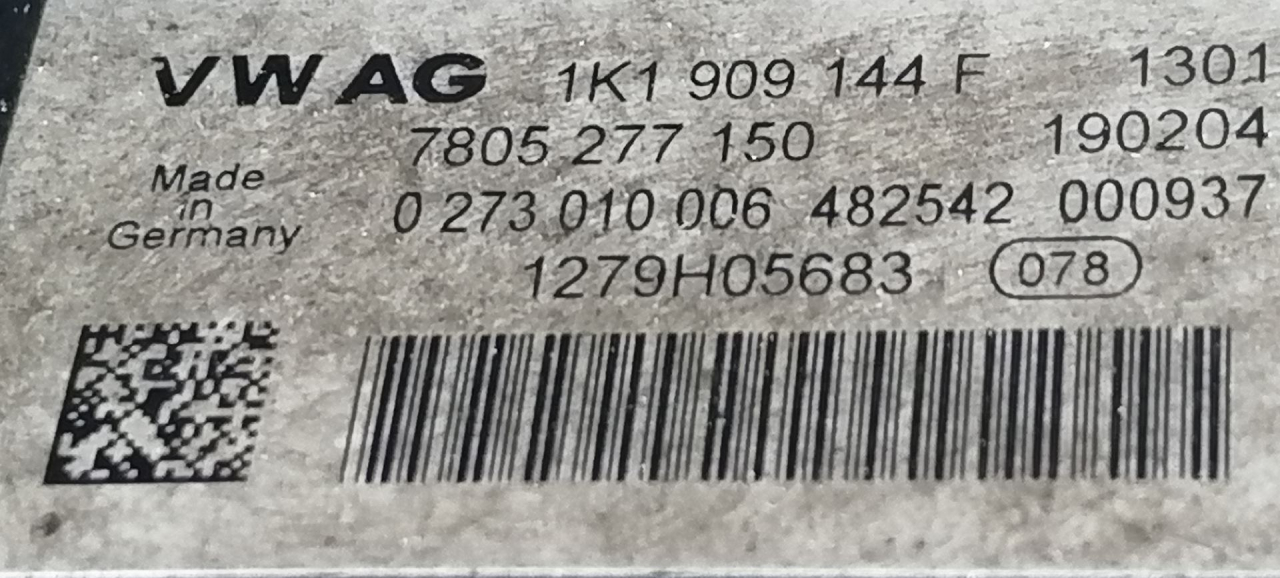 VW AG 1K1 909 144 F 1301
7805 277 150 190204
Made
in
Germany
0 273 010 006 482542 000937
1279H05683 078